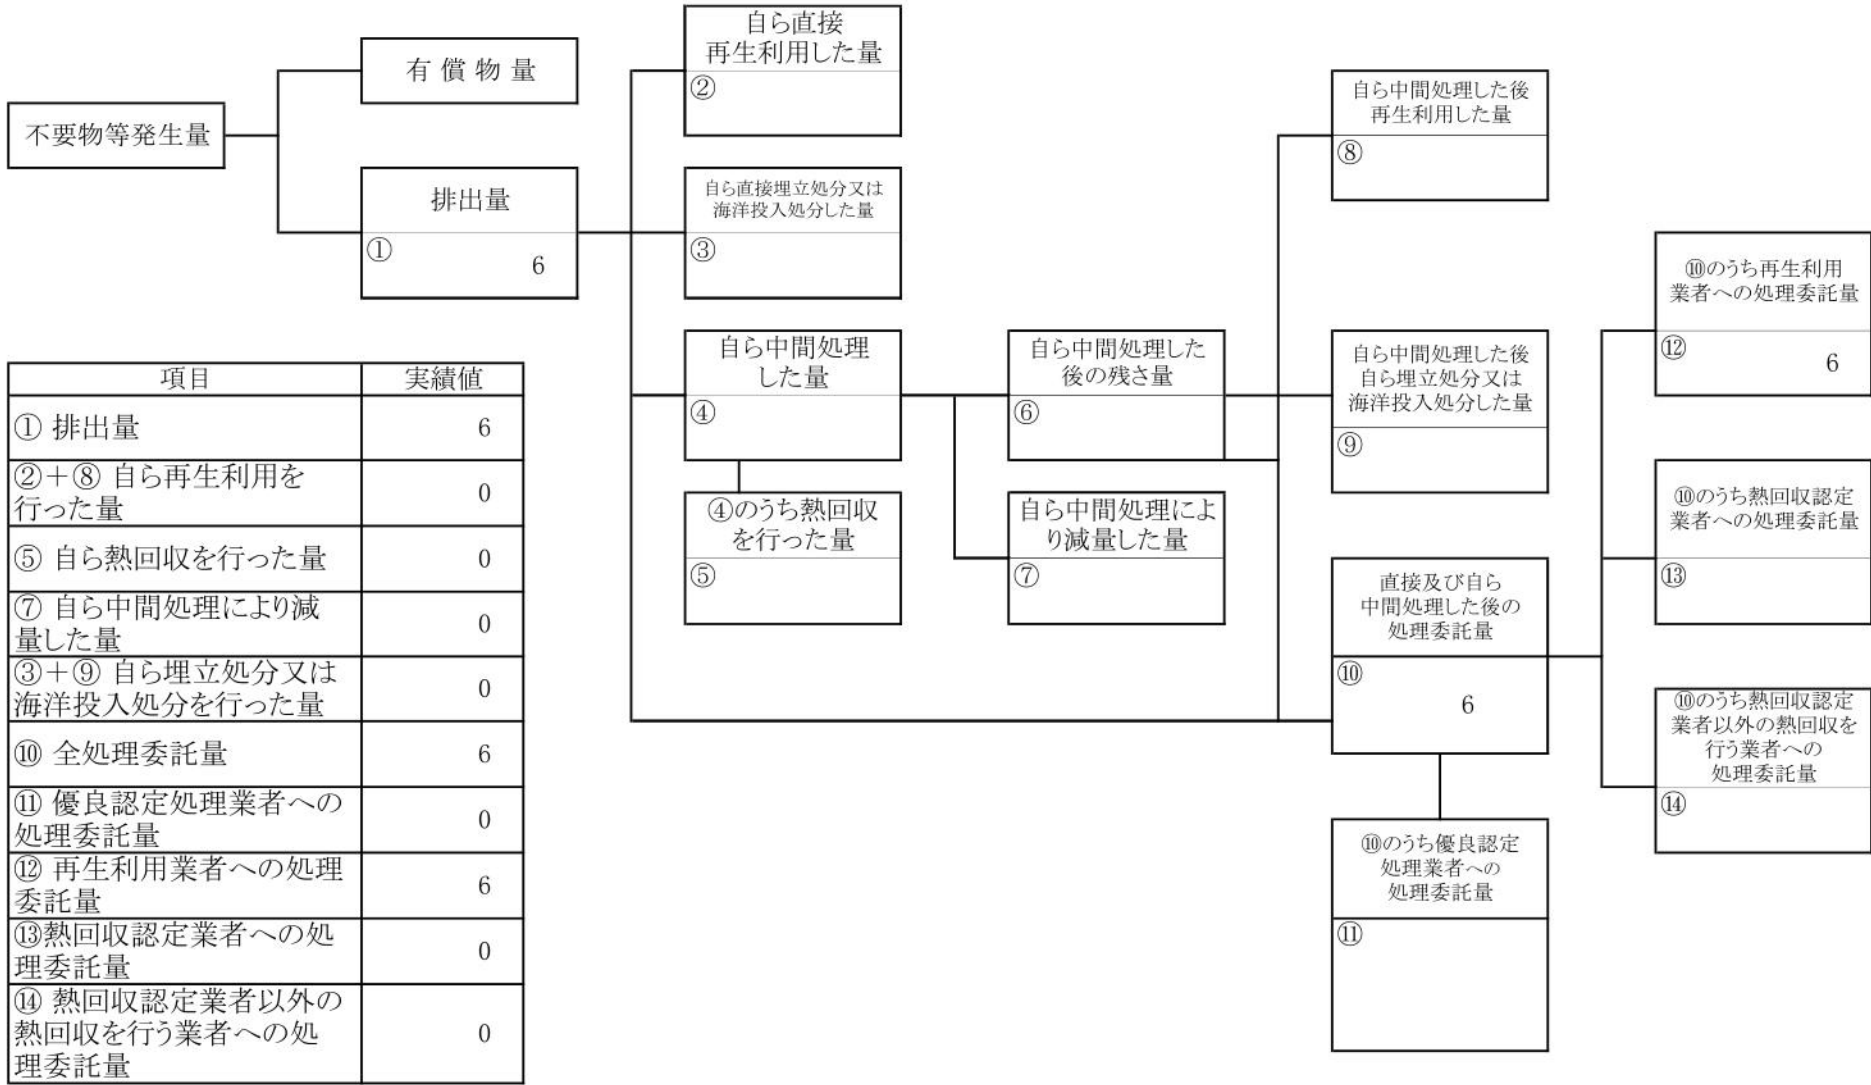 不要物等発生量
有償物量
排出量
①
6
自ら直接
再生利用した量
②
自ら直接埋立処分又は
海洋投入処分した量
③
自ら中間処理
した量
④
④のうち熱回収
を行った量
⑤
自ら中間処理した
後の残さ量
⑥
自ら中間処理によ
り減量した量
⑦
自ら中間処理した後
再生利用した量
⑧
自ら中間処理した後
自ら埋立処分又は
海洋投入処分した量
⑨
直接及び自ら
中間処理した後の
処理委託量
⑩
6
⑩のうち優良認定
処理業者への
処理委託量
⑪
⑩のうち再生利用
業者への処理委託量
⑫
6
⑩のうち熱回収認定
業者への処理委託量
⑬
⑩のうち熱回収認定
業者以外の熱回収を
行う業者への
処理委託量
⑭
項目 実績値
① 排出量 6
②+⑧ 自ら再生利用を
行った量 0
⑤ 自ら熱回収を行った量 0
⑦ 自ら中間処理により減
量した量 0
③+⑨ 自ら埋立処分又は
海洋投入処分を行った量 0
⑩ 全処理委託量 6
⑪ 優良認定処理業者への
処理委託量 0
⑫ 再生利用業者への処理
委託量 6
⑬熱回収認定業者への処
理委託量 0
⑭ 熱回収認定業者以外の
熱回収を行う業者への処
理委託量 0